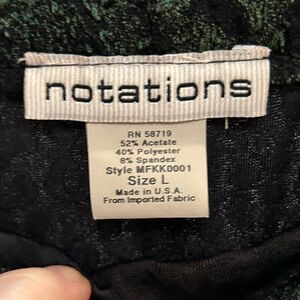 notations
RN 58719
52% Acetate
40% Polyester
8% Spandex
Style MFKK0001
Size L
Made in U.S.A.
From Imported Fabric